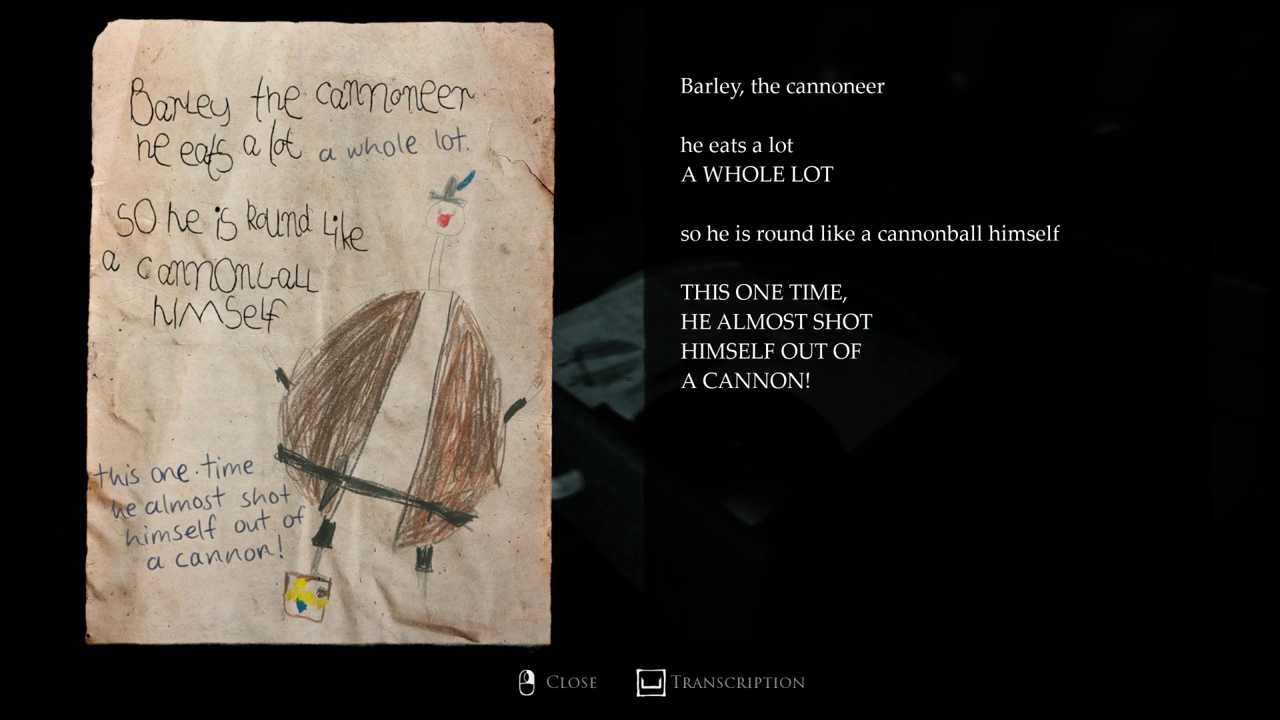 Barley the cannoneer
he eats a lot a whole lot.
so he is Round Like
a cannonball
himself
this one time
he almost shot
himself out of
a cannon!
Barley, the cannoneer
he eats a lot
A WHOLE LOT
so he is round like a cannonball himself
THIS ONE TIME,
HE ALMOST SHOT
HIMSELF OUT OF
A CANNON!
CLOSE
TRANSCRIPTION